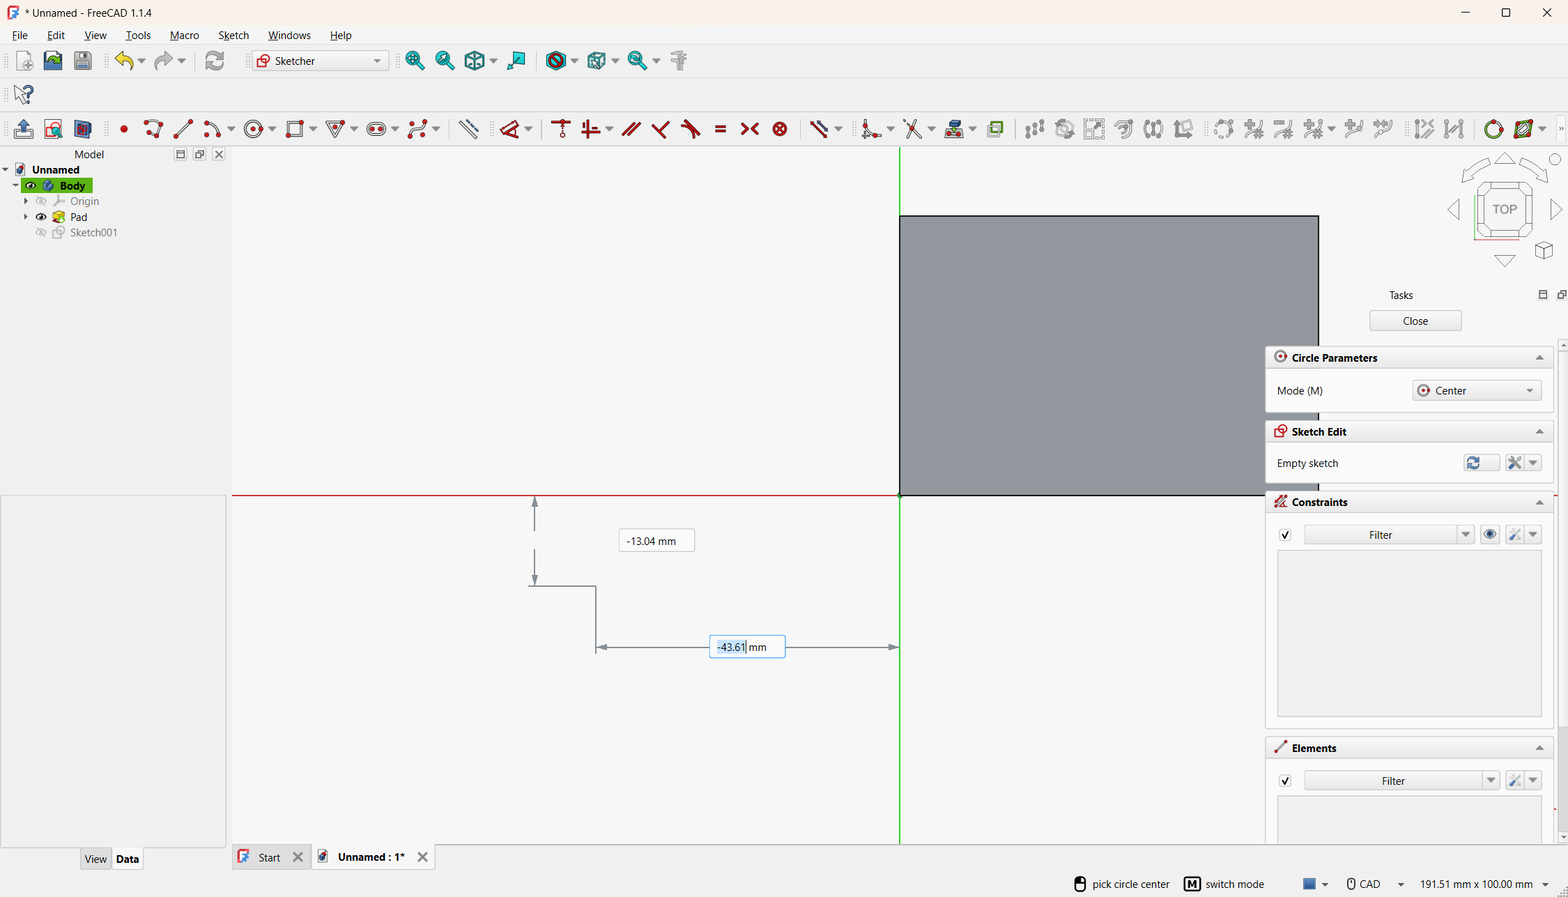 * Unnamed - FreeCAD 1.1.4
File Edit View Tools Macro Sketch Windows Help
Sketcher
Model
Unnamed
Body
Origin
Pad
Sketch001
TOP
Tasks
Close
Circle Parameters
Mode (M) Center
Sketch Edit
Empty sketch
Constraints
Filter
-13.04 mm
-43.61 mm
Elements
Filter
View Data
Start Unnamed : 1*
pick circle center M switch mode CAD 191.51 mm x 100.00 mm